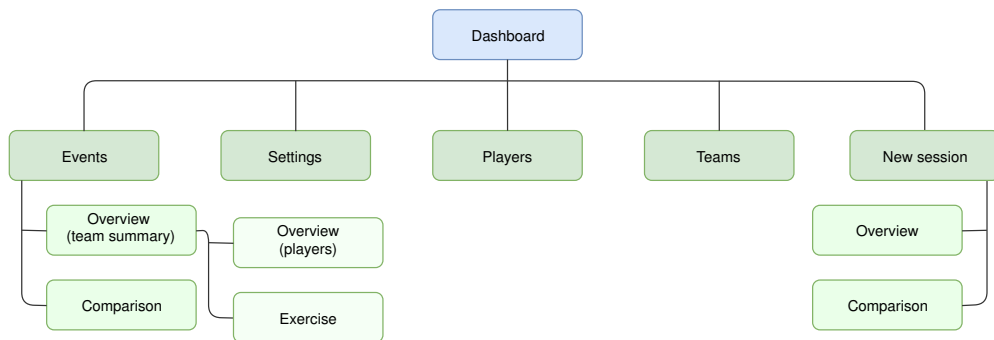 Dashboard
Events
Settings
Players
Teams
New session
Overview
(team summary)
Overview
(players)
Overview
Comparison
Exercise
Comparison